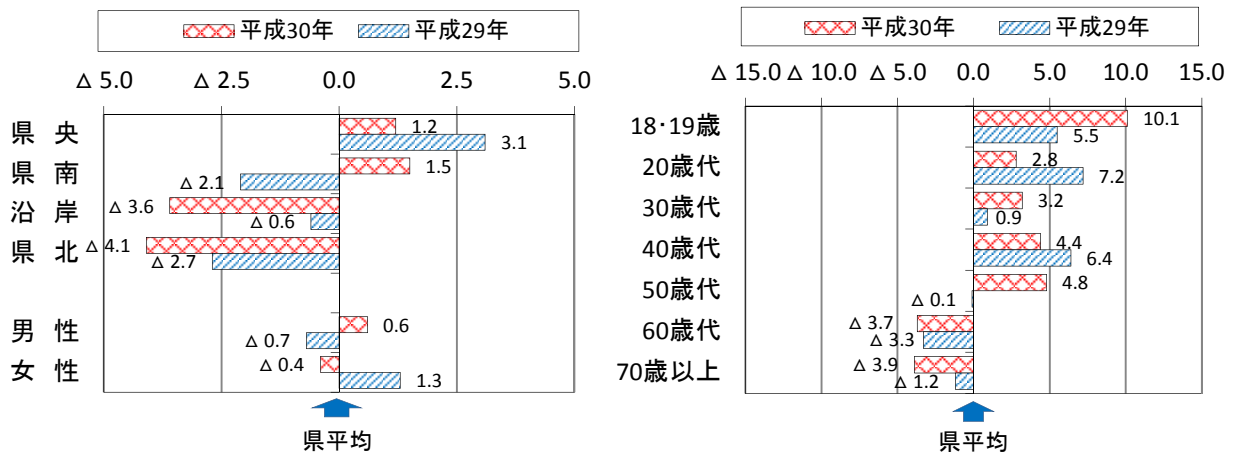 平成30年 平成29年
△ 5.0 △ 2.5 0.0 2.5 5.0
県 央 1.2
3.1
県 南 1.5
△ 2.1
沿 岸 △ 3.6
△ 0.6
県 北 △ 4.1
△ 2.7
男 性 0.6
△ 0.7
女 性 △ 0.4
1.3
県平均
平成30年 平成29年
△ 15.0 △ 10.0 △ 5.0 0.0 5.0 10.0 15.0
18･19歳 10.1
5.5
20歳代 2.8
7.2
30歳代 3.2
0.9
40歳代 4.4
6.4
50歳代 4.8
△ 0.1
60歳代 △ 3.7
△ 3.3
70歳以上 △ 3.9
△ 1.2
県平均